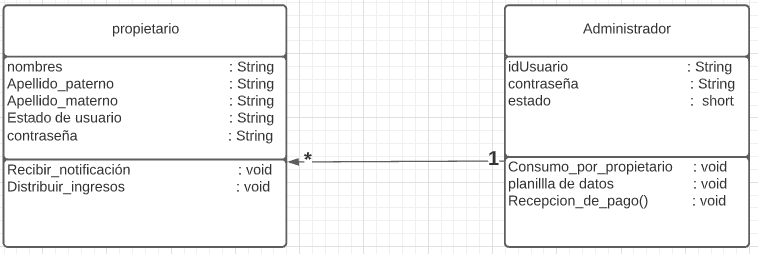 propietario
nombres : String
Apellido_paterno : String
Apellido_materno : String
Estado de usuario : String
contraseña : String
Recibir_notificación : void
Distribuir_ingresos : void
* 1
Administrador
idUsuario : String
contraseña : String
estado : short
Consumo_por_propietario : void
planillla de datos : void
Recepcion_de_pago() : void